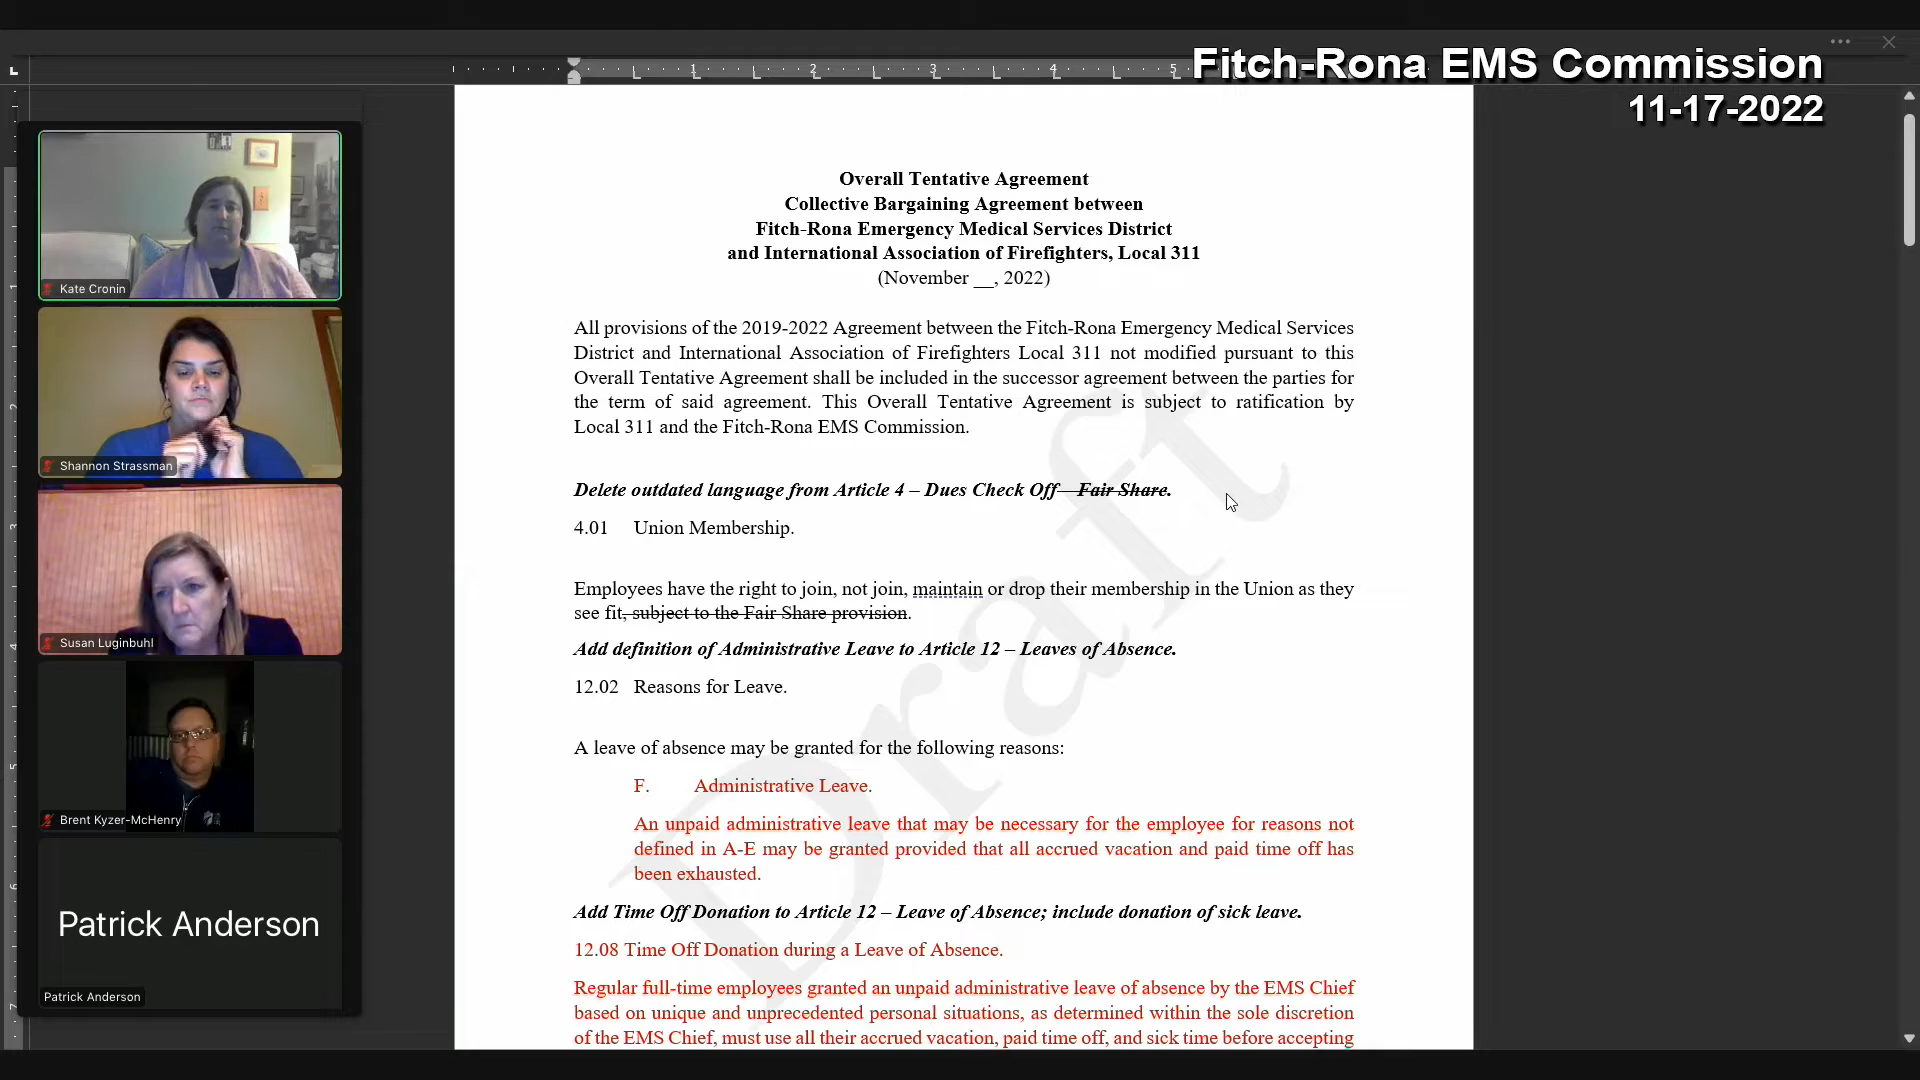 Fitch-Rona EMS Commission
11-17-2022
1 2 3 4 5
Kate Cronin
Shannon Strassman
Susan Luginbuhl
Brent Kyzer-McHenry
Patrick Anderson
Patrick Anderson
Overall Tentative Agreement
Collective Bargaining Agreement between
Fitch-Rona Emergency Medical Services District
and International Association of Firefighters, Local 311
(November __, 2022)
All provisions of the 2019-2022 Agreement between the Fitch-Rona Emergency Medical Services
District and International Association of Firefighters Local 311 not modified pursuant to this
Overall Tentative Agreement shall be included in the successor agreement between the parties for
the term of said agreement. This Overall Tentative Agreement is subject to ratification by
Local 311 and the Fitch-Rona EMS Commission.
Delete outdated language from Article 4 – Dues Check Off – Fair Share.
4.01 Union Membership.
Employees have the right to join, not join, maintain or drop their membership in the Union as they
see fit, subject to the Fair Share provision.
Add definition of Administrative Leave to Article 12 – Leaves of Absence.
12.02 Reasons for Leave.
A leave of absence may be granted for the following reasons:
F. Administrative Leave.
An unpaid administrative leave that may be necessary for the employee for reasons not
defined in A-E may be granted provided that all accrued vacation and paid time off has
been exhausted.
Add Time Off Donation to Article 12 – Leave of Absence; include donation of sick leave.
12.08 Time Off Donation during a Leave of Absence.
Regular full-time employees granted an unpaid administrative leave of absence by the EMS Chief
based on unique and unprecedented personal situations, as determined within the sole discretion
of the EMS Chief, must use all their accrued vacation, paid time off, and sick time before accepting
Draft